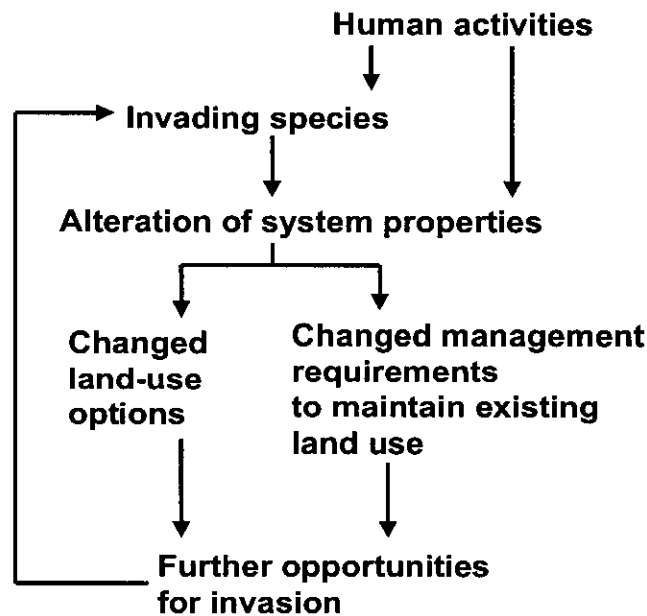 Human activities
Invading species
Alteration of system properties
Changed
land-use
options
Changed management
requirements
to maintain existing
land use
Further opportunities
for invasion